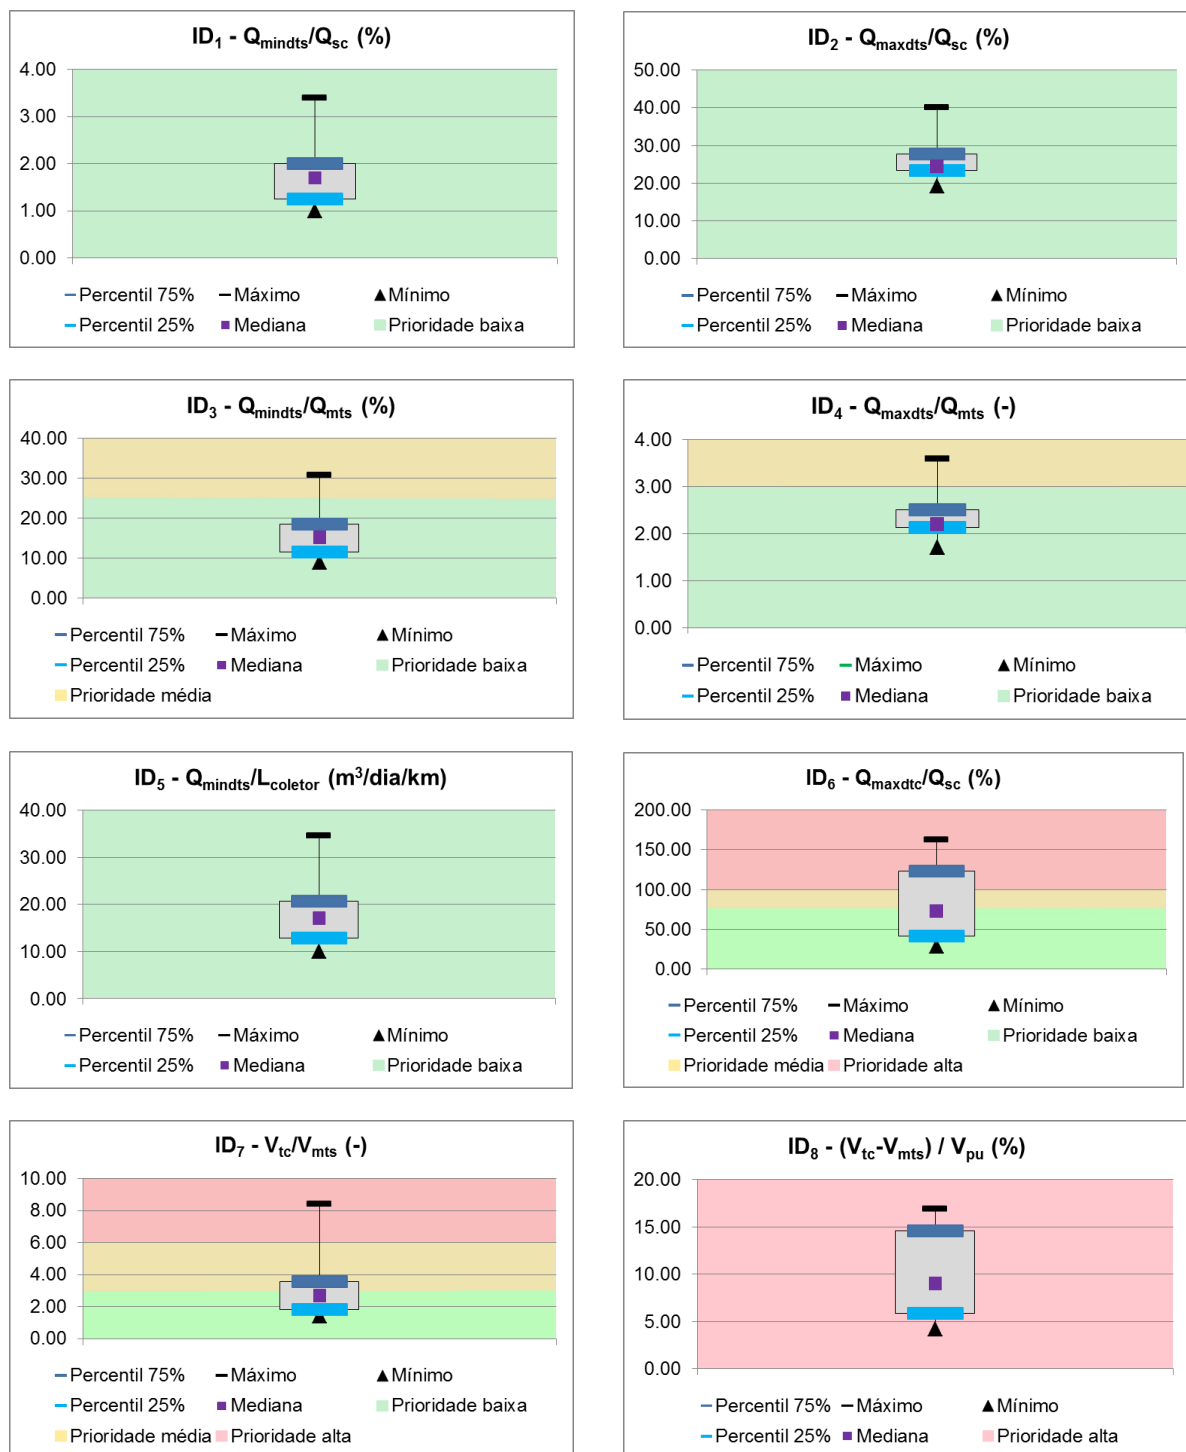 ID1 - Qmindts/Qsc (%)
4.00
3.00
2.00
1.00
0.00
Percentil 75% Máximo Mínimo
Percentil 25% Mediana Prioridade baixa
ID2 - Qmaxdts/Qsc (%)
50.00
40.00
30.00
20.00
10.00
0.00
Percentil 75% Máximo Mínimo
Percentil 25% Mediana Prioridade baixa
ID3 - Qmindts/Qmts (%)
40.00
30.00
20.00
10.00
0.00
Percentil 75% Máximo Mínimo
Percentil 25% Mediana Prioridade baixa
Prioridade média
ID4 - Qmaxdts/Qmts (-)
4.00
3.00
2.00
1.00
0.00
Percentil 75% Máximo Mínimo
Percentil 25% Mediana Prioridade baixa
ID5 - Qmindts/Lcoletor (m³/dia/km)
40.00
30.00
20.00
10.00
0.00
Percentil 75% Máximo Mínimo
Percentil 25% Mediana Prioridade baixa
ID6 - Qmaxdtc/Qsc (%)
200.00
150.00
100.00
50.00
0.00
Percentil 75% Máximo Mínimo
Percentil 25% Mediana Prioridade baixa
Prioridade média Prioridade alta
ID7 - Vtc/Vmts (-)
10.00
8.00
6.00
4.00
2.00
0.00
Percentil 75% Máximo Mínimo
Percentil 25% Mediana Prioridade baixa
Prioridade média Prioridade alta
ID8 - (Vtc-Vmts) / Vpu (%)
20.00
15.00
10.00
5.00
0.00
Percentil 75% Máximo Mínimo
Percentil 25% Mediana Prioridade alta